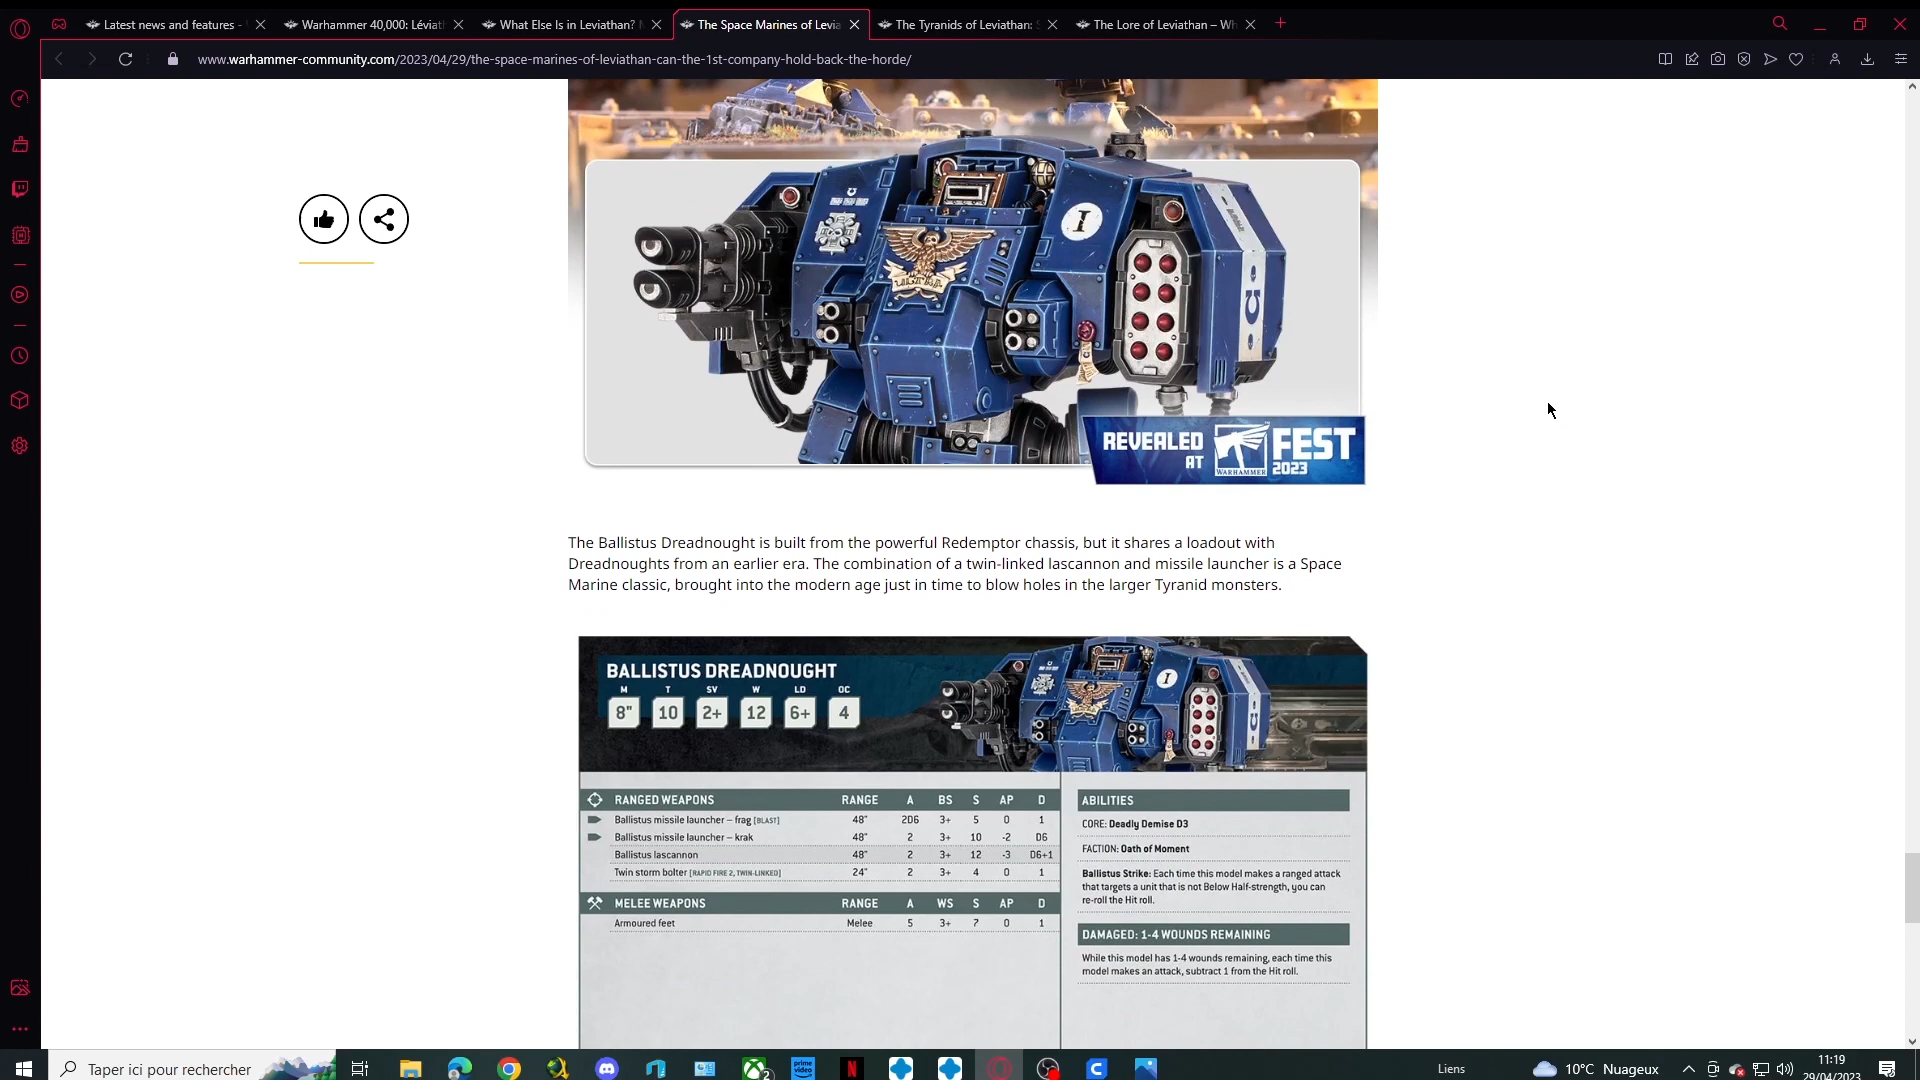 Latest news and features -
Warhammer 40,000: Léviat
What Else Is in Leviathan?
The Space Marines of Levia
The Tyranids of Leviathan:
The Lore of Leviathan – Wh
www.warhammer-community.com/2023/04/29/the-space-marines-of-leviathan-can-the-1st-company-hold-back-the-horde/
I
REVEALED AT WARHAMMER FEST 2023
The Ballistus Dreadnought is built from the powerful Redemptor chassis, but it shares a loadout with
Dreadnoughts from an earlier era. The combination of a twin-linked lascannon and missile launcher is a Space
Marine classic, brought into the modern age just in time to blow holes in the larger Tyranid monsters.
BALLISTUS DREADNOUGHT
M T SV W LD OC
8" 10 2+ 12 6+ 4
I
RANGED WEAPONS RANGE A BS S AP D
Ballistus missile launcher – frag [BLAST] 48" 2D6 3+ 5 0 1
Ballistus missile launcher – krak 48" 2 3+ 10 -2 D6
Ballistus lascannon 48" 2 3+ 12 -3 D6+1
Twin storm bolter [RAPID FIRE 2, TWIN-LINKED] 24" 2 3+ 4 0 1
MELEE WEAPONS RANGE A WS S AP D
Armoured feet Melee 5 3+ 7 0 1
ABILITIES
CORE: Deadly Demise D3
FACTION: Oath of Moment
Ballistus Strike: Each time this model makes a ranged attack
that targets a unit that is not Below Half-strength, you can
re-roll the Hit roll.
DAMAGED: 1-4 WOUNDS REMAINING
While this model has 1-4 wounds remaining, each time this
model makes an attack, subtract 1 from the Hit roll.
Taper ici pour rechercher
2
prime video
N
Liens
10°C Nuageux
11:19
29/04/2023